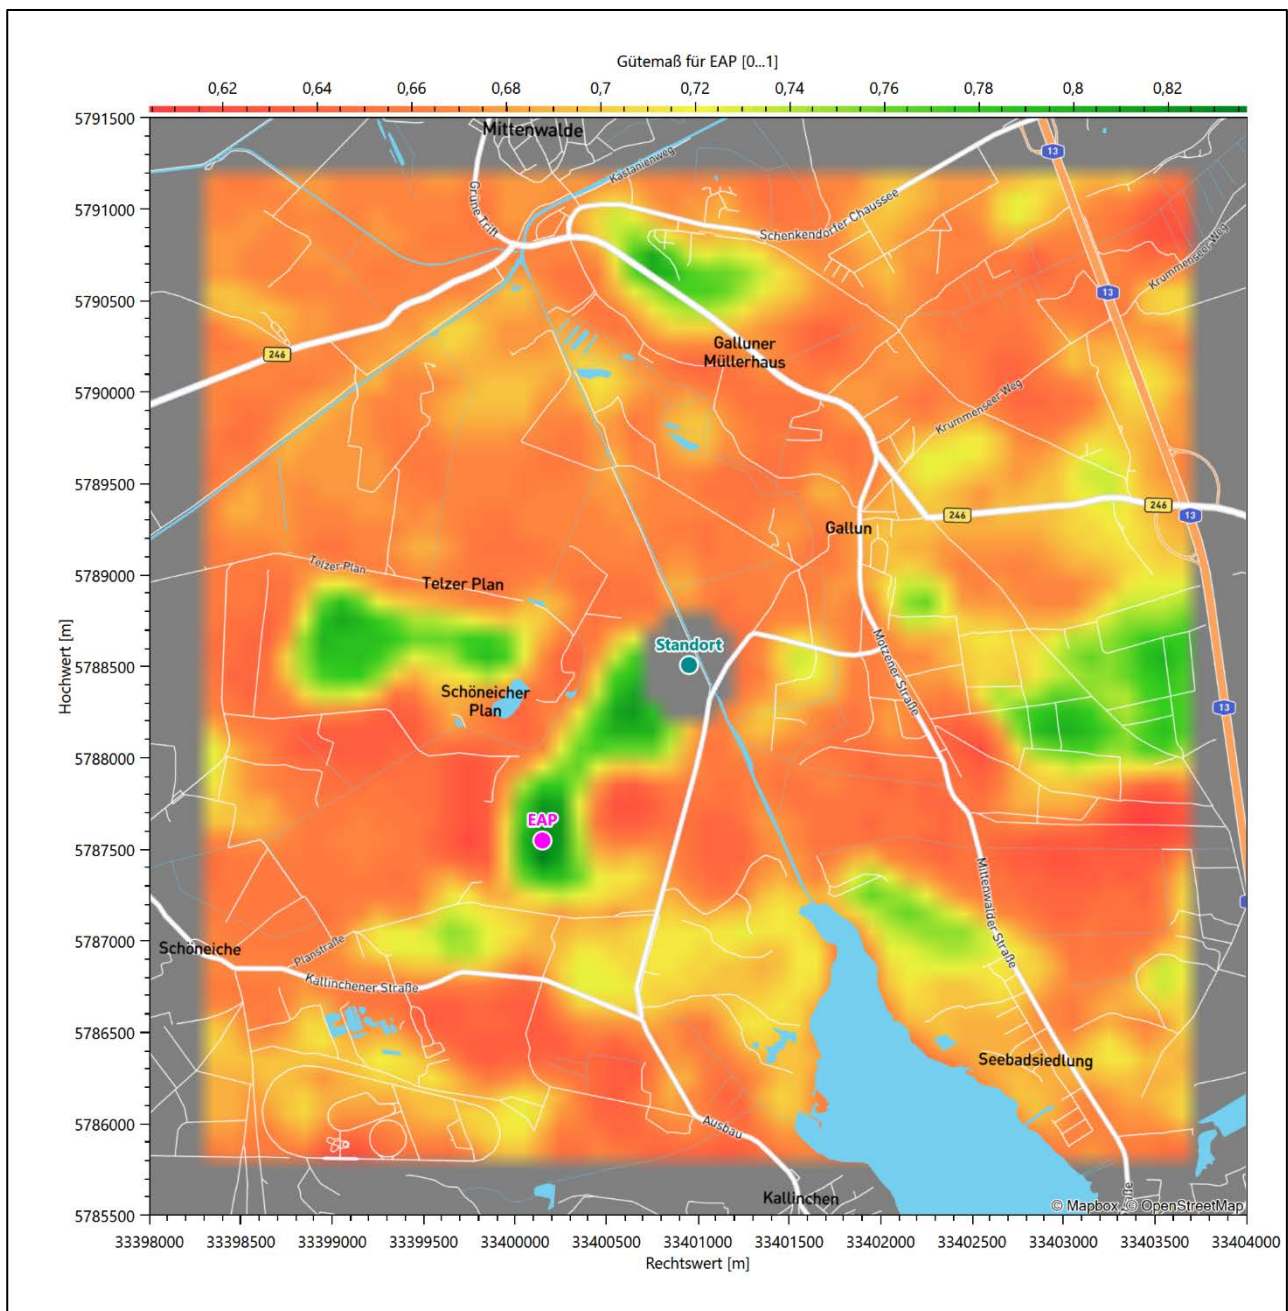 Gütemaß für EAP [0...1]
0,62 0,64 0,66 0,68 0,7 0,72 0,74 0,76 0,78 0,8 0,82
5791500
5791000
5790500
5790000
5789500
5789000
5788500
5788000
5787500
5787000
5786500
5786000
5785500
Hochwert [m]
Mittenwalde
Kastanienweg
Grüne Trift
Schenkendorfer Chaussee
13
Krummenseer Weg
13
246
Galluner
Müllerhaus
Krummenseer Weg
246
246
13
Gallun
Telzer Plan
Telzer Plan
Standort
Motzener Straße
Schöneicher
Plan
13
EAP
Mittenwalder Straße
Schöneiche
Planstraße
Kallinchener Straße
Seebadsiedlung
Ausbau
Kallinchen
© Mapbox, © OpenStreetMap
33398000 33398500 33399000 33399500 33400000 33400500 33401000 33401500 33402000 33402500 33403000 33403500 33404000
Rechtswert [m]